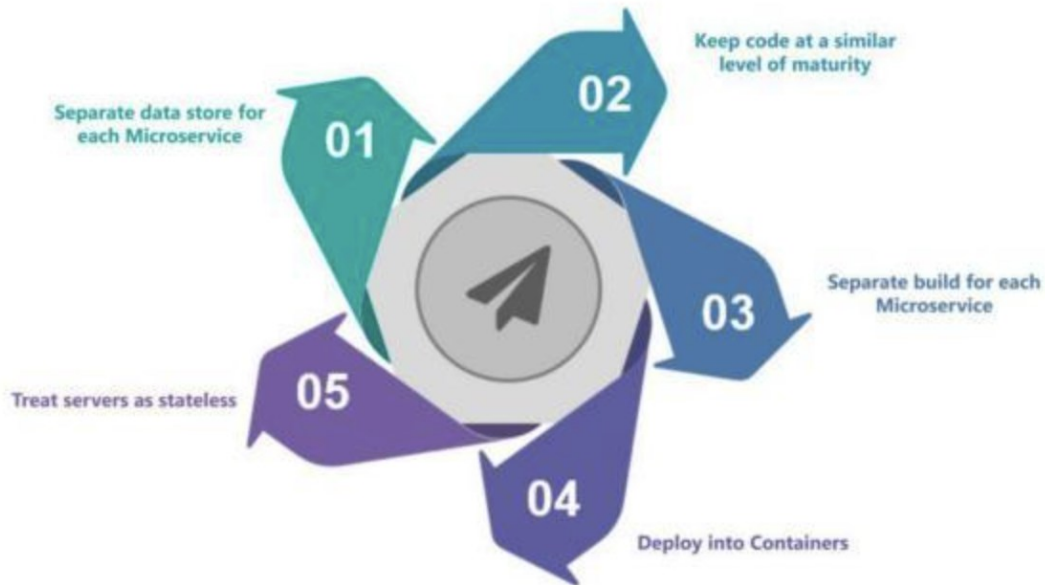 01
Separate data store for
each Microservice
02
Keep code at a similar
level of maturity
03
Separate build for each
Microservice
04
Deploy into Containers
05
Treat servers as stateless